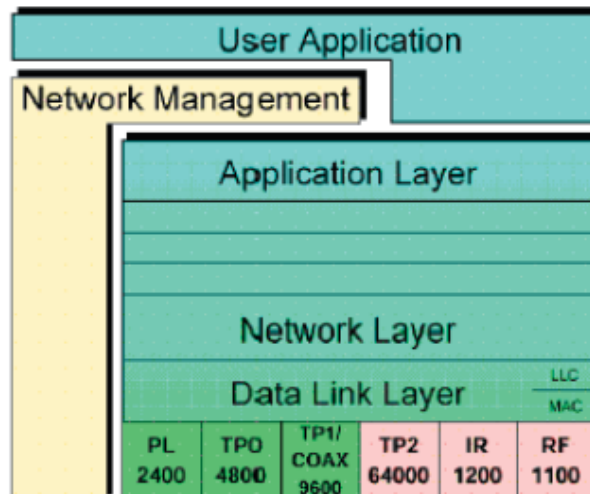 User Application
Network Management
Application Layer
Network Layer
Data Link Layer
LLC
MAC
PL
2400
TP0
4800
TP1/
COAX
9600
TP2
64000
IR
1200
RF
1100